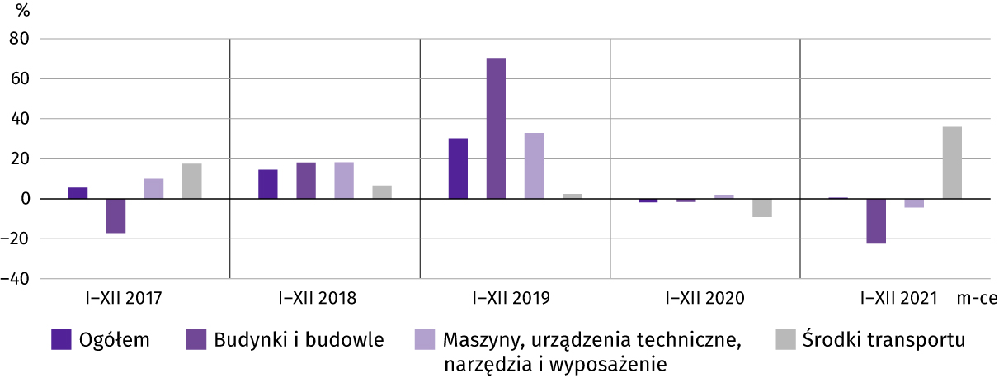 %
80
60
40
20
0
−20
−40
I–XII 2017 I–XII 2018 I–XII 2019 I–XII 2020 I–XII 2021 m-ce
Ogółem Budynki i budowle Maszyny, urządzenia techniczne, Środki transportu
narzędzia i wyposażenie